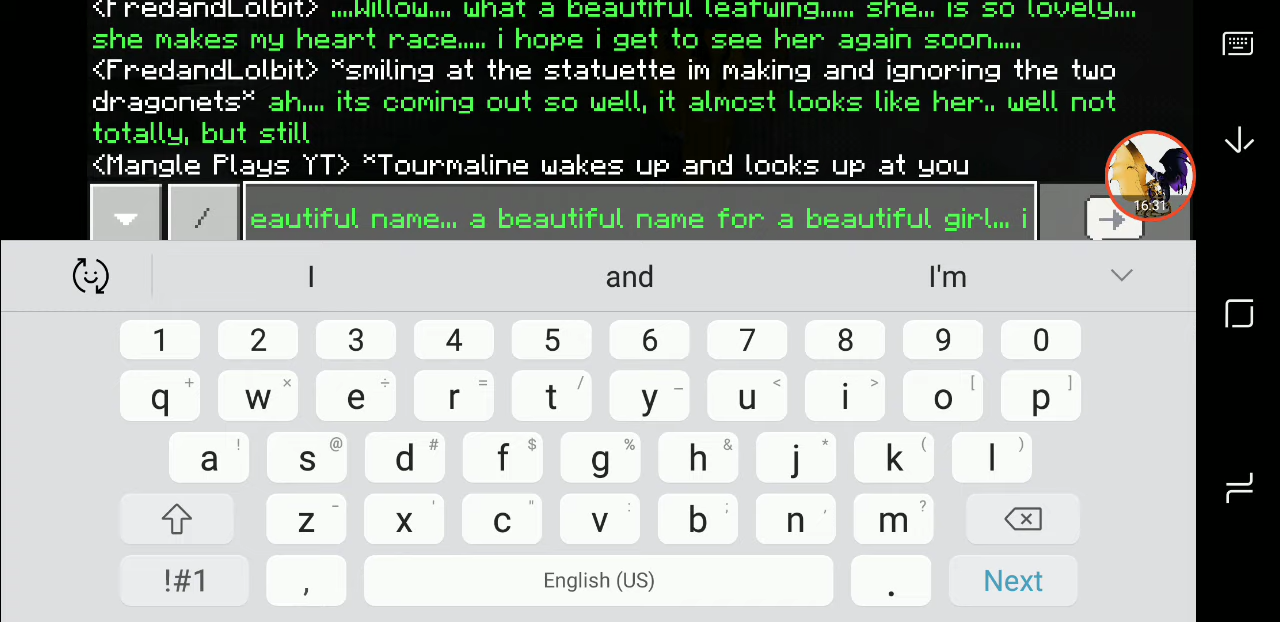 <FredandLolbit> ....Willow.... what a beautiful leafwing...... she... is so lovely....
she makes my heart race..... i hope i get to see her again soon.....
<FredandLolbit> *smiling at the statuette im making and ignoring the two
dragonets* ah.... its coming out so well, it almost looks like her.. well not
totally, but still
<Mangle Plays YT> *Tourmaline wakes up and looks up at you
16:31
/ eautiful name... a beautiful name for a beautiful girl... i
I and I'm
1 2 3 4 5 6 7 8 9 0
q + w × e ÷ r = t / y _ u < i > o [ p ]
a ! s @ d # f $ g % h & j * k ( l )
z - x ' c " v : b ; n , m ?
!#1 , English (US) . Next